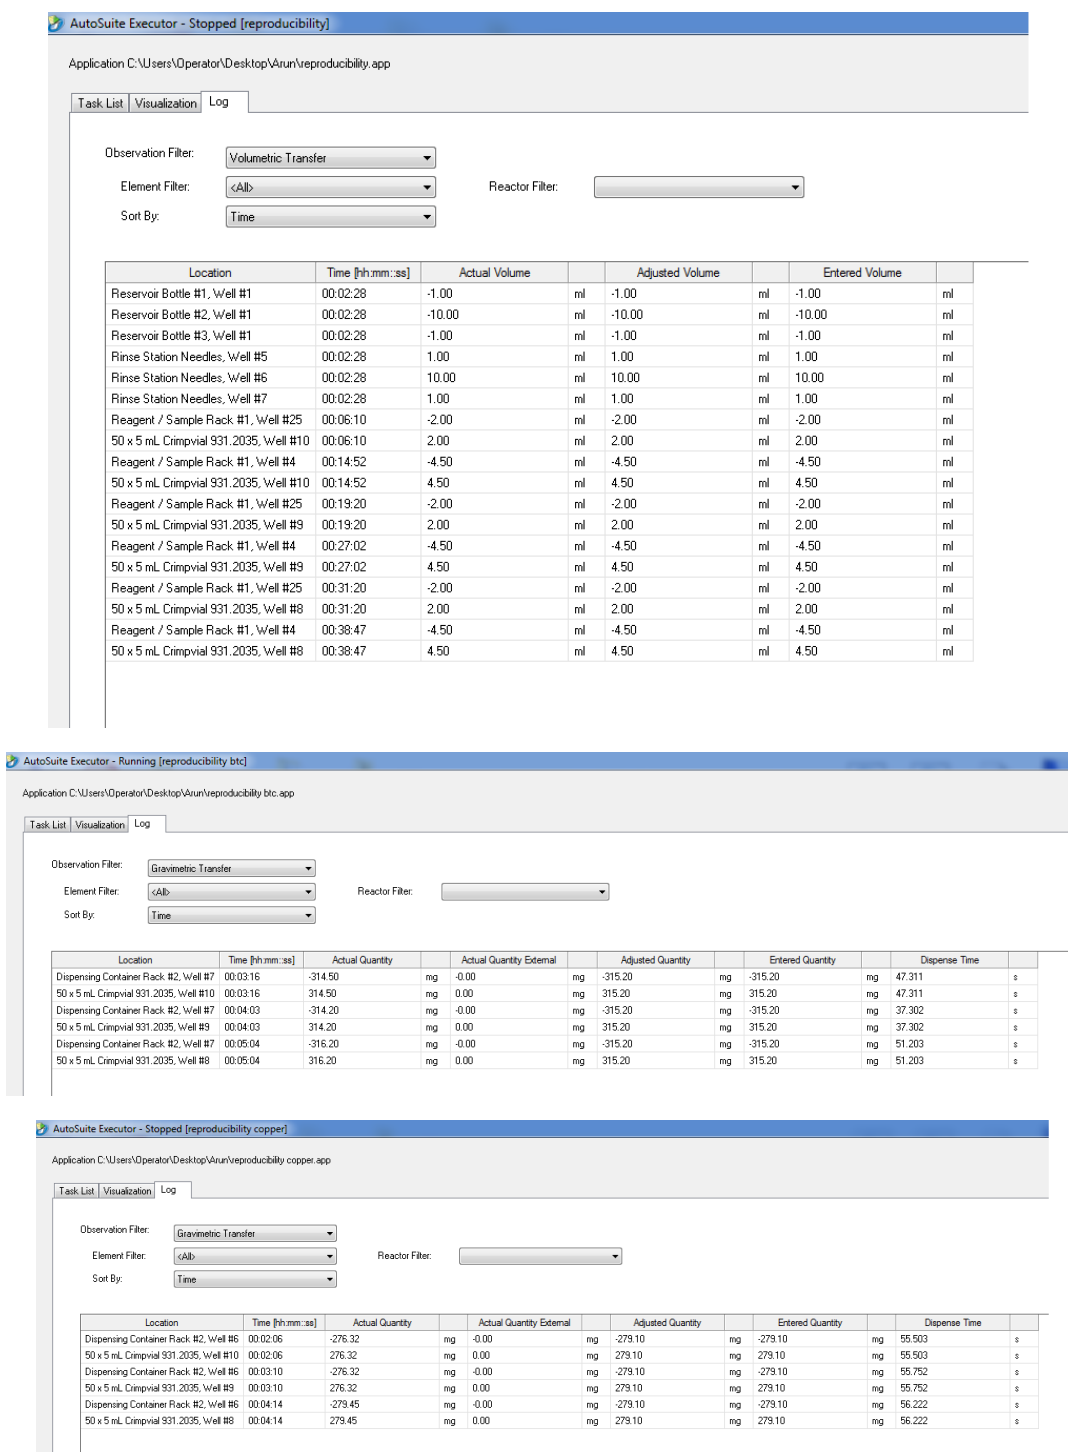 AutoSuite Executor - Stopped [reproducibility]
Application C:\Users\Operator\Desktop\Arun\reproducibility.app
Task List Visualization Log
Observation Filter: Volumetric Transfer
Element Filter: <All> Reactor Filter:
Sort By: Time
Location Time [hh:mm::ss] Actual Volume Adjusted Volume Entered Volume
Reservoir Bottle #1, Well #1 00:02:28 -1.00 ml -1.00 ml -1.00 ml
Reservoir Bottle #2, Well #1 00:02:28 -10.00 ml -10.00 ml -10.00 ml
Reservoir Bottle #3, Well #1 00:02:28 -1.00 ml -1.00 ml -1.00 ml
Rinse Station Needles, Well #5 00:02:28 1.00 ml 1.00 ml 1.00 ml
Rinse Station Needles, Well #6 00:02:28 10.00 ml 10.00 ml 10.00 ml
Rinse Station Needles, Well #7 00:02:28 1.00 ml 1.00 ml 1.00 ml
Reagent / Sample Rack #1, Well #25 00:06:10 -2.00 ml -2.00 ml -2.00 ml
50 x 5 mL Crimpvial 931.2035, Well #10 00:06:10 2.00 ml 2.00 ml 2.00 ml
Reagent / Sample Rack #1, Well #4 00:14:52 -4.50 ml -4.50 ml -4.50 ml
50 x 5 mL Crimpvial 931.2035, Well #10 00:14:52 4.50 ml 4.50 ml 4.50 ml
Reagent / Sample Rack #1, Well #25 00:19:20 -2.00 ml -2.00 ml -2.00 ml
50 x 5 mL Crimpvial 931.2035, Well #9 00:19:20 2.00 ml 2.00 ml 2.00 ml
Reagent / Sample Rack #1, Well #4 00:27:02 -4.50 ml -4.50 ml -4.50 ml
50 x 5 mL Crimpvial 931.2035, Well #9 00:27:02 4.50 ml 4.50 ml 4.50 ml
Reagent / Sample Rack #1, Well #25 00:31:20 -2.00 ml -2.00 ml -2.00 ml
50 x 5 mL Crimpvial 931.2035, Well #8 00:31:20 2.00 ml 2.00 ml 2.00 ml
Reagent / Sample Rack #1, Well #4 00:38:47 -4.50 ml -4.50 ml -4.50 ml
50 x 5 mL Crimpvial 931.2035, Well #8 00:38:47 4.50 ml 4.50 ml 4.50 ml
AutoSuite Executor - Running [reproducibility btc]
Application C:\Users\Operator\Desktop\Arun\reproducibility btc.app
Task List Visualization Log
Observation Filter: Gravimetric Transfer
Element Filter: <All> Reactor Filter:
Sort By: Time
Location Time [hh:mm::ss] Actual Quantity Actual Quantity External Adjusted Quantity Entered Quantity Dispense Time
Dispensing Container Rack #2, Well #7 00:03:16 -314.50 mg -0.00 mg -315.20 mg -315.20 mg 47.311 s
50 x 5 mL Crimpvial 931.2035, Well #10 00:03:16 314.50 mg 0.00 mg 315.20 mg 315.20 mg 47.311 s
Dispensing Container Rack #2, Well #7 00:04:03 -314.20 mg -0.00 mg -315.20 mg -315.20 mg 37.302 s
50 x 5 mL Crimpvial 931.2035, Well #9 00:04:03 314.20 mg 0.00 mg 315.20 mg 315.20 mg 37.302 s
Dispensing Container Rack #2, Well #7 00:05:04 -316.20 mg -0.00 mg -315.20 mg -315.20 mg 51.203 s
50 x 5 mL Crimpvial 931.2035, Well #8 00:05:04 316.20 mg 0.00 mg 315.20 mg 315.20 mg 51.203 s
AutoSuite Executor - Stopped [reproducibility copper]
Application C:\Users\Operator\Desktop\Arun\reproducibility copper.app
Task List Visualization Log
Observation Filter: Gravimetric Transfer
Element Filter: <All> Reactor Filter:
Sort By: Time
Location Time [hh:mm::ss] Actual Quantity Actual Quantity External Adjusted Quantity Entered Quantity Dispense Time
Dispensing Container Rack #2, Well #6 00:02:06 -276.32 mg -0.00 mg -279.10 mg -279.10 mg 55.503 s
50 x 5 mL Crimpvial 931.2035, Well #10 00:02:06 276.32 mg 0.00 mg 279.10 mg 279.10 mg 55.503 s
Dispensing Container Rack #2, Well #6 00:03:10 -276.32 mg -0.00 mg -279.10 mg -279.10 mg 55.752 s
50 x 5 mL Crimpvial 931.2035, Well #9 00:03:10 276.32 mg 0.00 mg 279.10 mg 279.10 mg 55.752 s
Dispensing Container Rack #2, Well #6 00:04:14 -279.45 mg -0.00 mg -279.10 mg -279.10 mg 56.222 s
50 x 5 mL Crimpvial 931.2035, Well #8 00:04:14 279.45 mg 0.00 mg 279.10 mg 279.10 mg 56.222 s